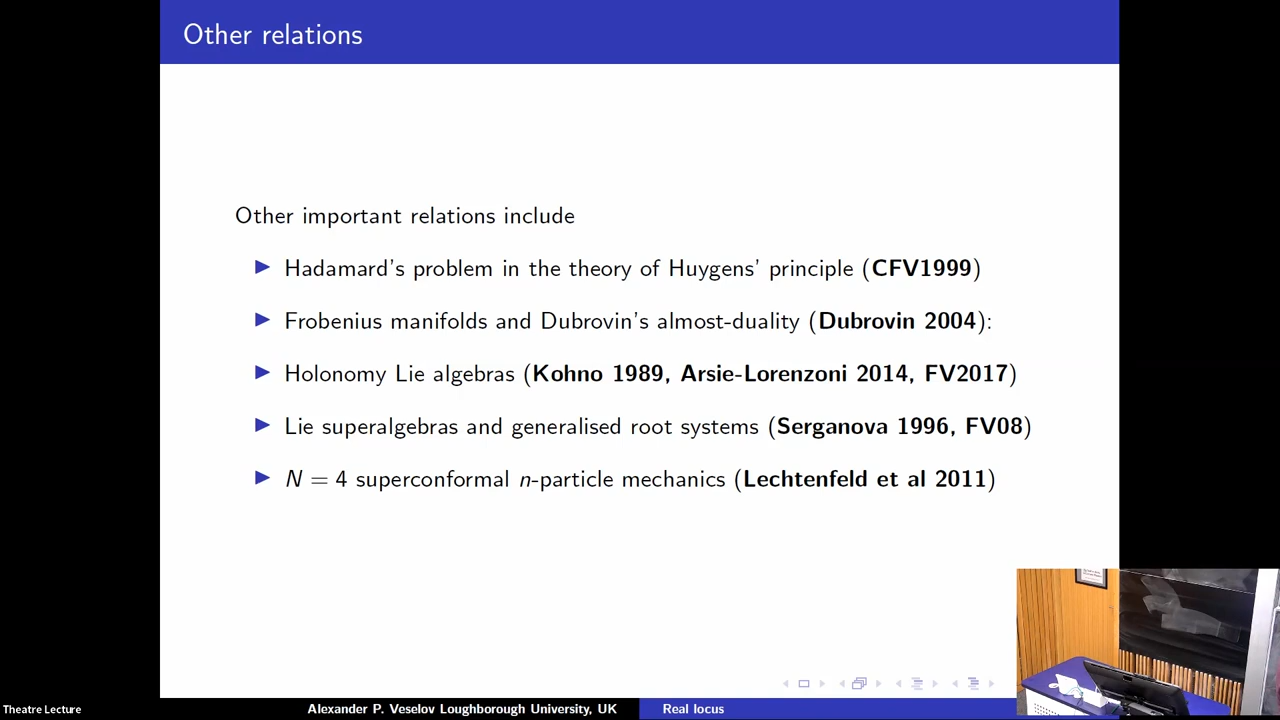 Other relations
Other important relations include
Hadamard's problem in the theory of Huygens' principle (CFV1999)
Frobenius manifolds and Dubrovin's almost-duality (Dubrovin 2004):
Holonomy Lie algebras (Kohno 1989, Arsie-Lorenzoni 2014, FV2017)
Lie superalgebras and generalised root systems (Serganova 1996, FV08)
N = 4 superconformal n-particle mechanics (Lechtenfeld et al 2011)
Theatre Lecture
Alexander P. Veselov Loughborough University, UK
Real locus